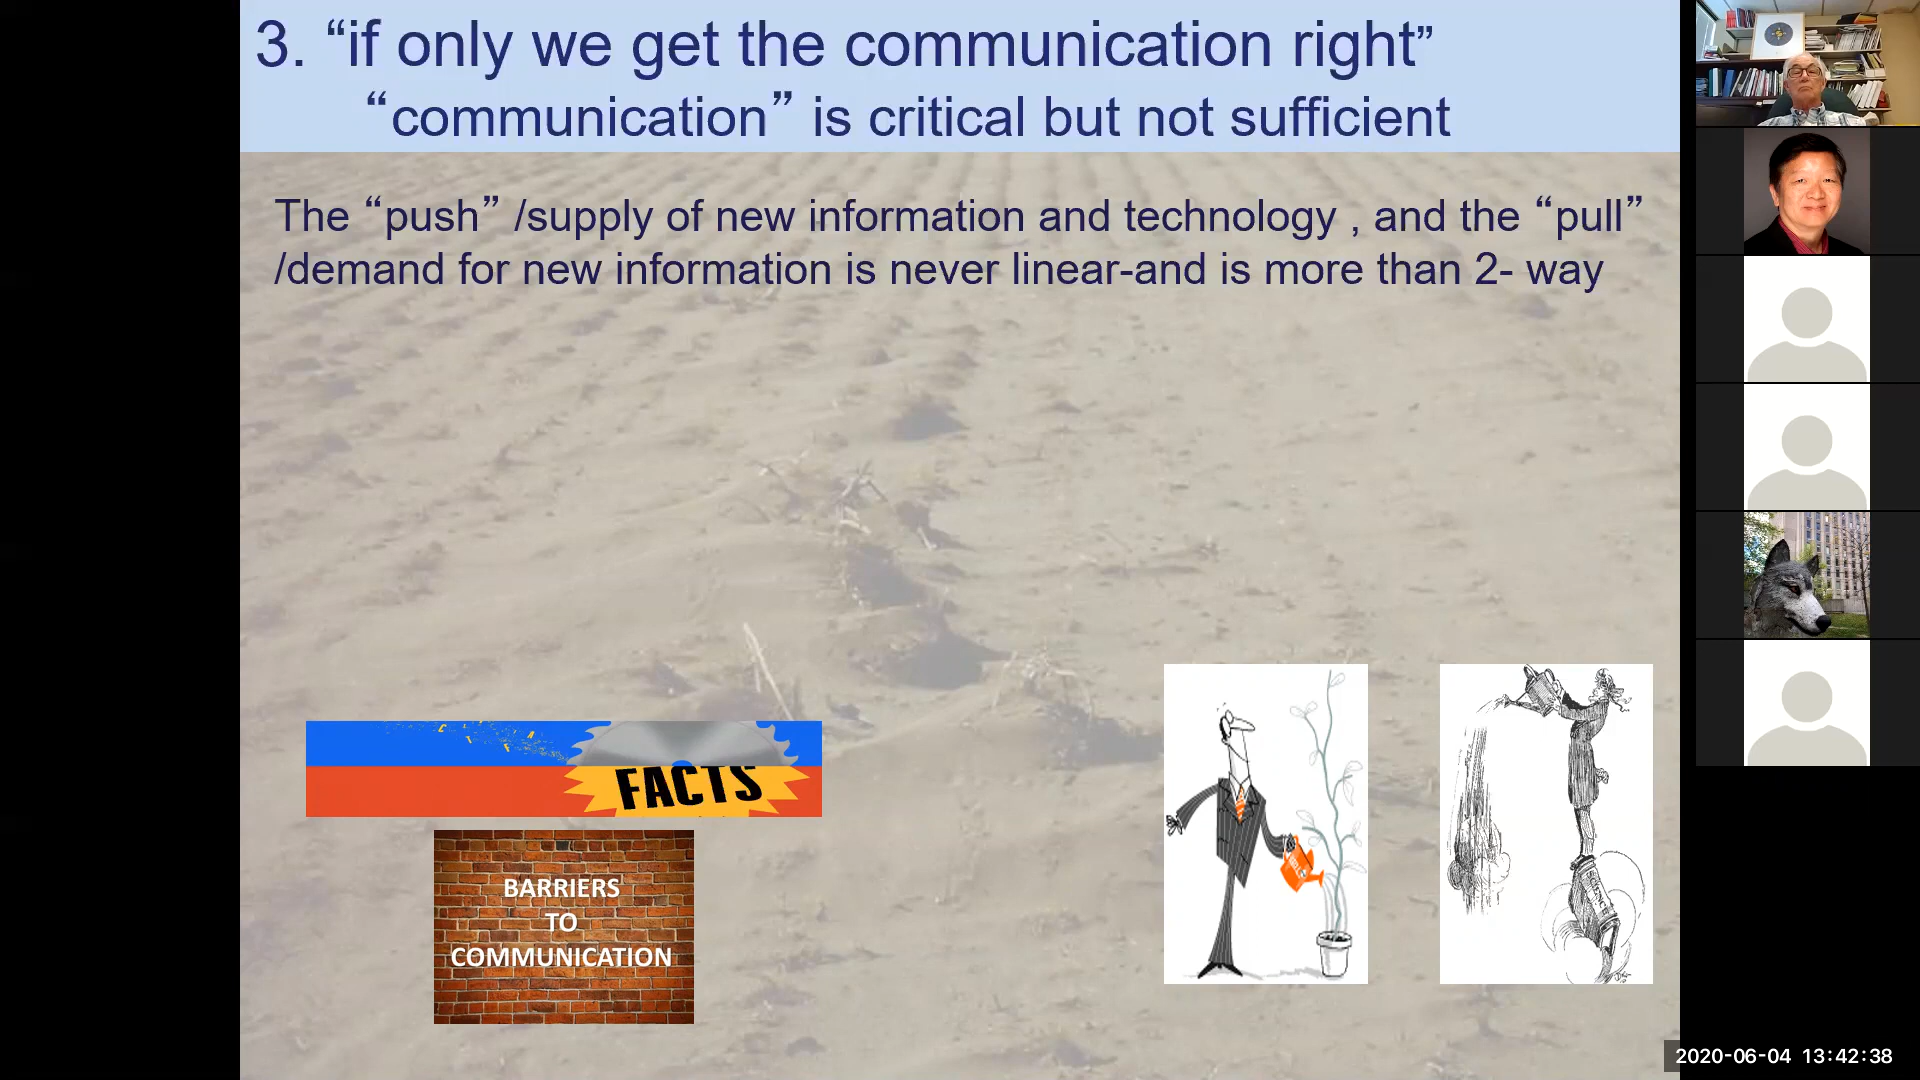 3. “if only we get the communication right”
“communication” is critical but not sufficient
The “push” /supply of new information and technology , and the “pull”
/demand for new information is never linear-and is more than 2- way
FACTS
BARRIERS
TO
COMMUNICATION
SCIENCE
2020-06-04 13:42:38